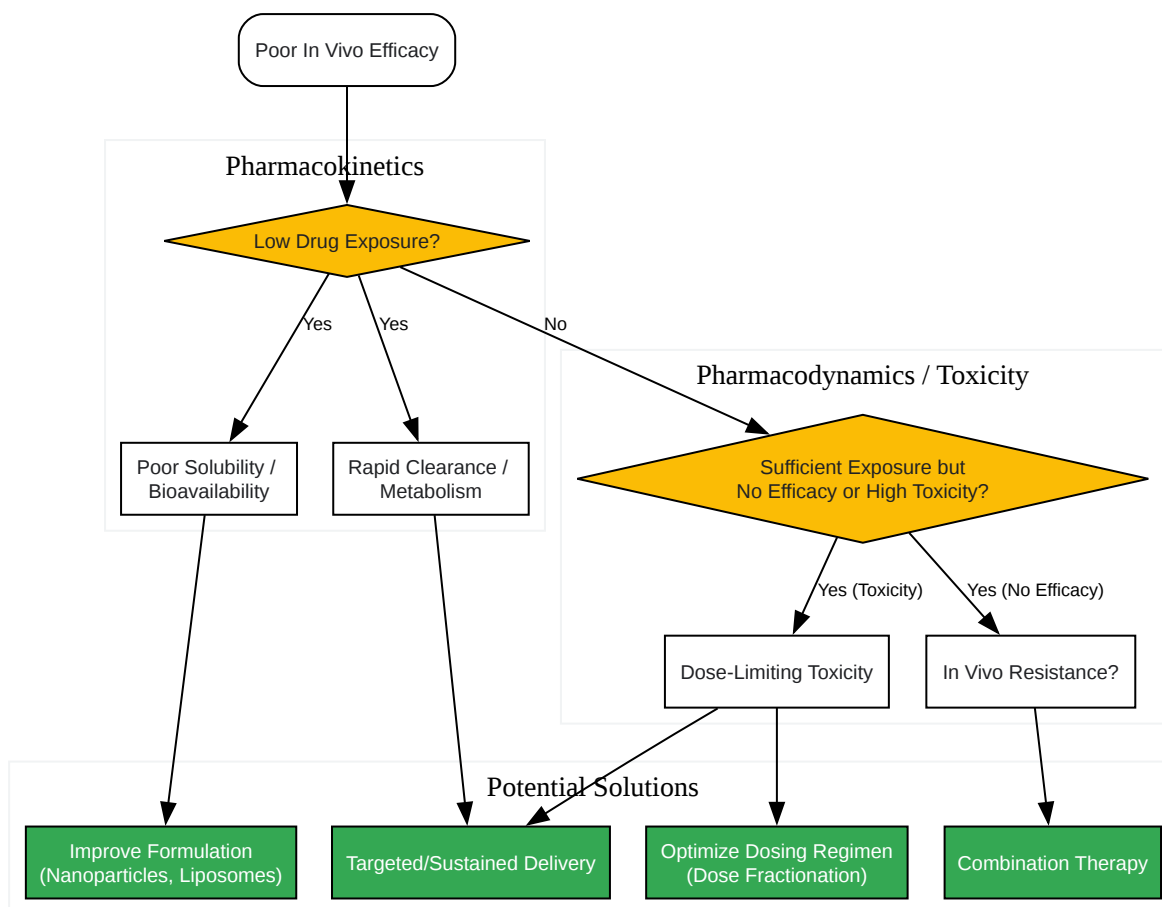 Poor In Vivo Efficacy
Pharmacokinetics
Low Drug Exposure?
Yes
Yes
No
Pharmacodynamics / Toxicity
Poor Solubility /
Bioavailability
Rapid Clearance /
Metabolism
Sufficient Exposure but
No Efficacy or High Toxicity?
Yes (Toxicity)
Yes (No Efficacy)
Dose-Limiting Toxicity
In Vivo Resistance?
Potential Solutions
Improve Formulation
(Nanoparticles, Liposomes)
Targeted/Sustained Delivery
Optimize Dosing Regimen
(Dose Fractionation)
Combination Therapy